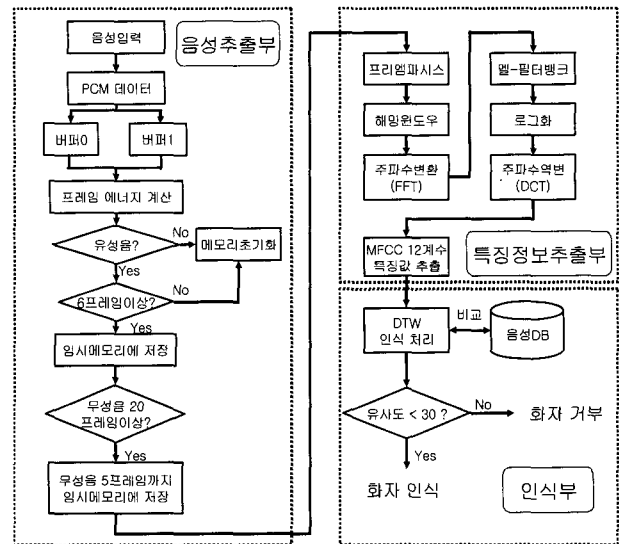 음성입력
음성추출부
PCM 데이터
버퍼0
버퍼1
프레임 에너지 계산
유성음?
No
메모리초기화
Yes
6프레임이상?
No
Yes
임시메모리에 저장
무성음 20
프레임이상?
Yes
무성음 5프레임까지
임시메모리에 저장
프리엠파시스
해밍윈도우
주파수변환
(FFT)
멜-필터뱅크
로그화
주파수역변
(DCT)
MFCC 12계수
특징값 추출
특징정보추출부
DTW
인식 처리
비교
음성DB
유사도 < 30 ?
No
화자 거부
Yes
화자 인식
인식부